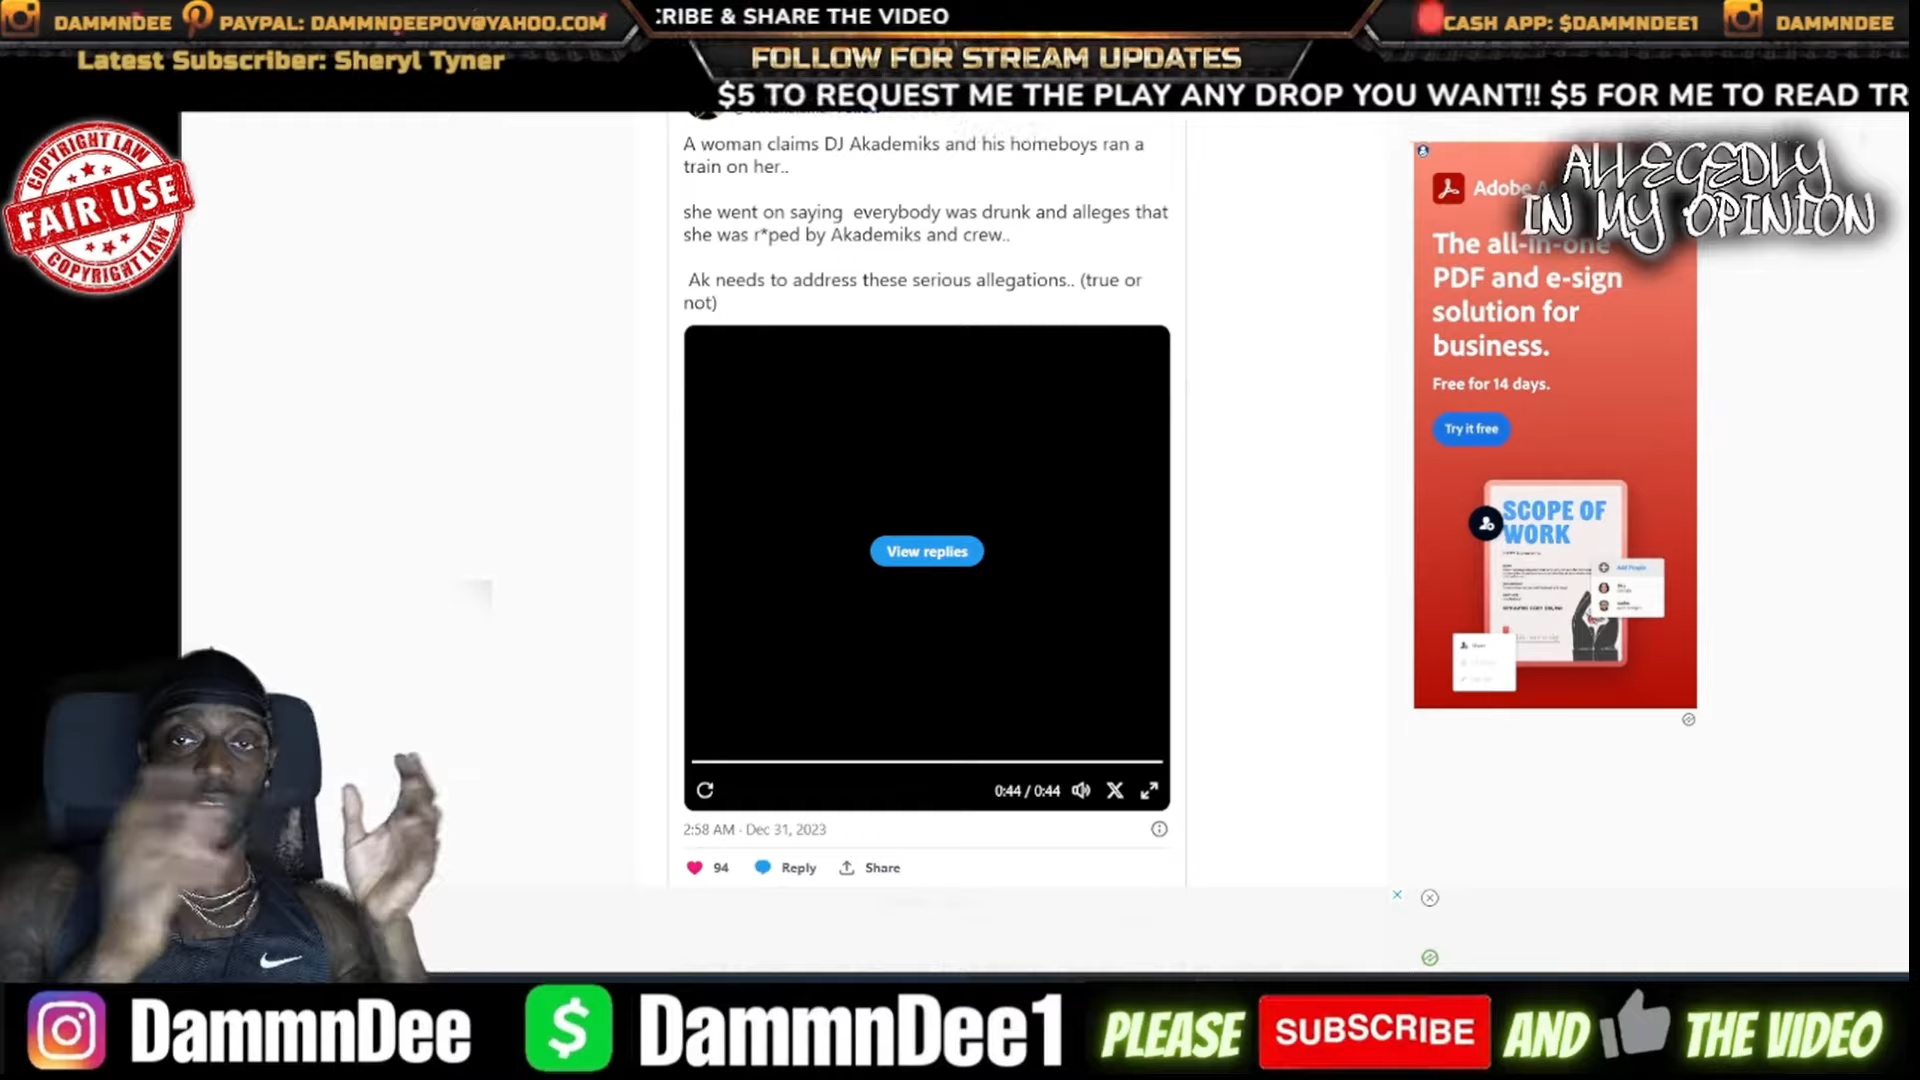 DAMMNDEE
PAYPAL: DAMMNDEEPOV@YAHOO.COM
RIBE & SHARE THE VIDEO
CASH APP: $DAMMNDEE1
DAMMNDEE
Latest Subscriber: Sheryl Tyner
FOLLOW FOR STREAM UPDATES
$5 TO REQUEST ME THE PLAY ANY DROP YOU WANT!! $5 FOR ME TO READ TR
COPYRIGHT LAW
FAIR USE
COPYRIGHT LAW
A woman claims DJ Akademiks and his homeboys ran a
train on her..
she went on saying everybody was drunk and alleges that
she was r*ped by Akademiks and crew..
Ak needs to address these serious allegations.. (true or
not)
View replies
0:44 / 0:44
2:58 AM · Dec 31, 2023
94
Reply
Share
ALLEGEDLY
IN MY OPINION
Adobe
The all-in-one
PDF and e-sign
solution for
business.
Free for 14 days.
Try it free
SCOPE OF
WORK
Add People
DammnDee
$
DammnDee1
PLEASE
SUBSCRIBE
AND
THE VIDEO